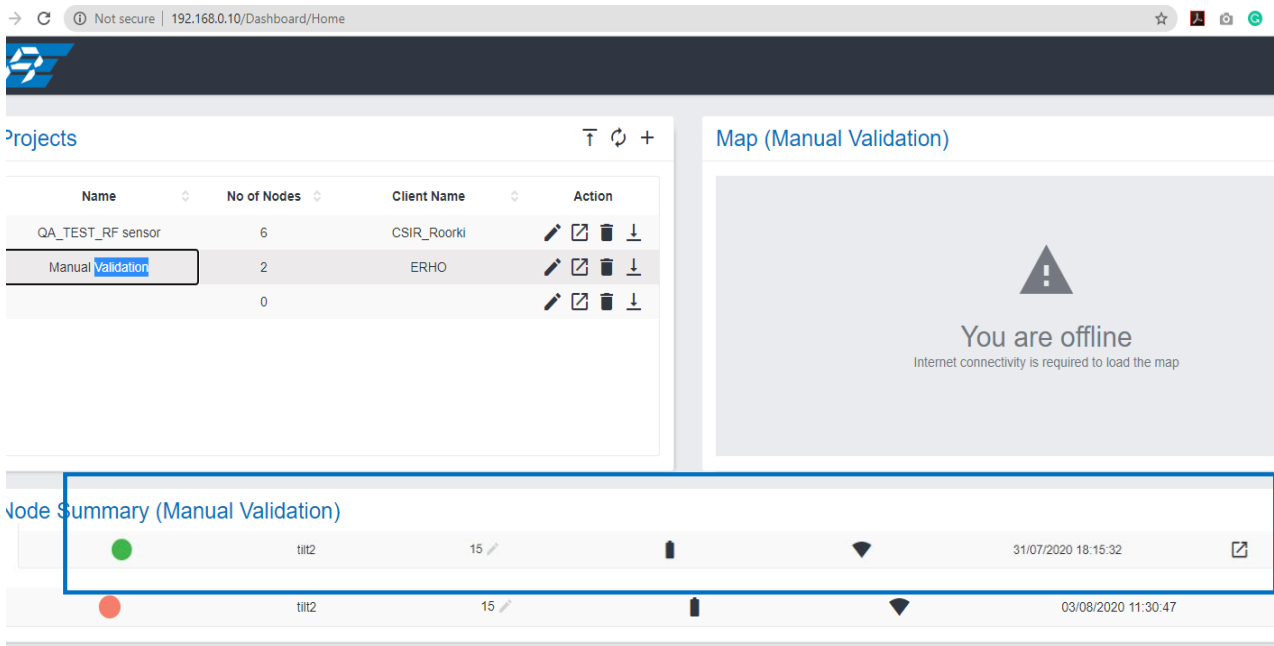 Not secure | 192.168.0.10/Dashboard/Home
Projects
Name No of Nodes Client Name Action
QA_TEST_RF sensor 6 CSIR_Roorki
Manual Validation 2 ERHO
0
Map (Manual Validation)
You are offline
Internet connectivity is required to load the map
Node Summary (Manual Validation)
tilt2 15 31/07/2020 18:15:32
tilt2 15 03/08/2020 11:30:47